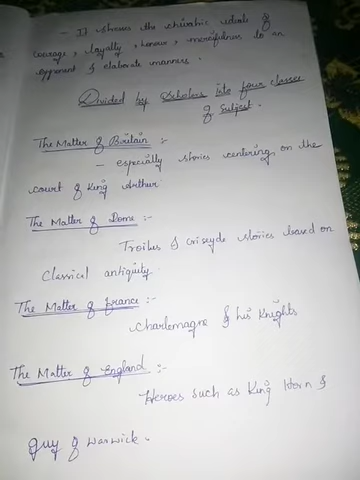 - It shows the chivalric ideals of
courage, loyalty, honour, mercifulness to an
opponent & elaborate manners.
Divided by Scholars into four classes
of Subject.
The Matter of Britain :-
- especially stories centering on the
court of King Arthur
The Matter of Rome :-
Troilus & criseyde stories based on
Classical antiquity
The Matter of France :-
Charlemagne & his Knights
The Matter of England :-
Heroes such as King Horn &
Guy of Warwick.